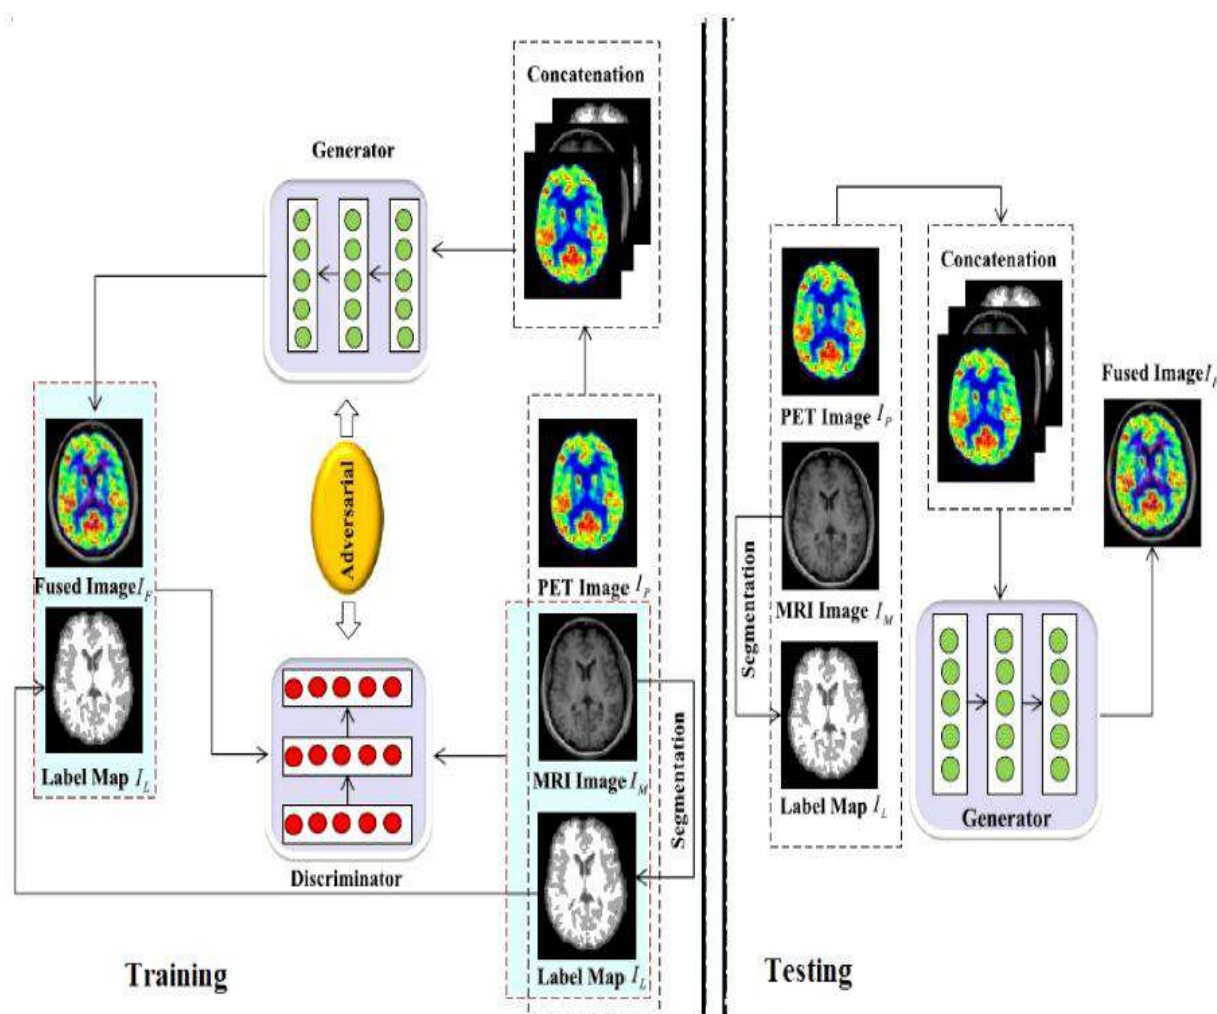 Concatenation
Generator
Adversarial
Fused Image I_F
Label Map I_L
Discriminator
PET Image I_P
MRI Image I_M
Segmentation
Label Map I_L
Training
PET Image I_P
MRI Image I_M
Segmentation
Label Map I_L
Concatenation
Fused Image I
Generator
Testing